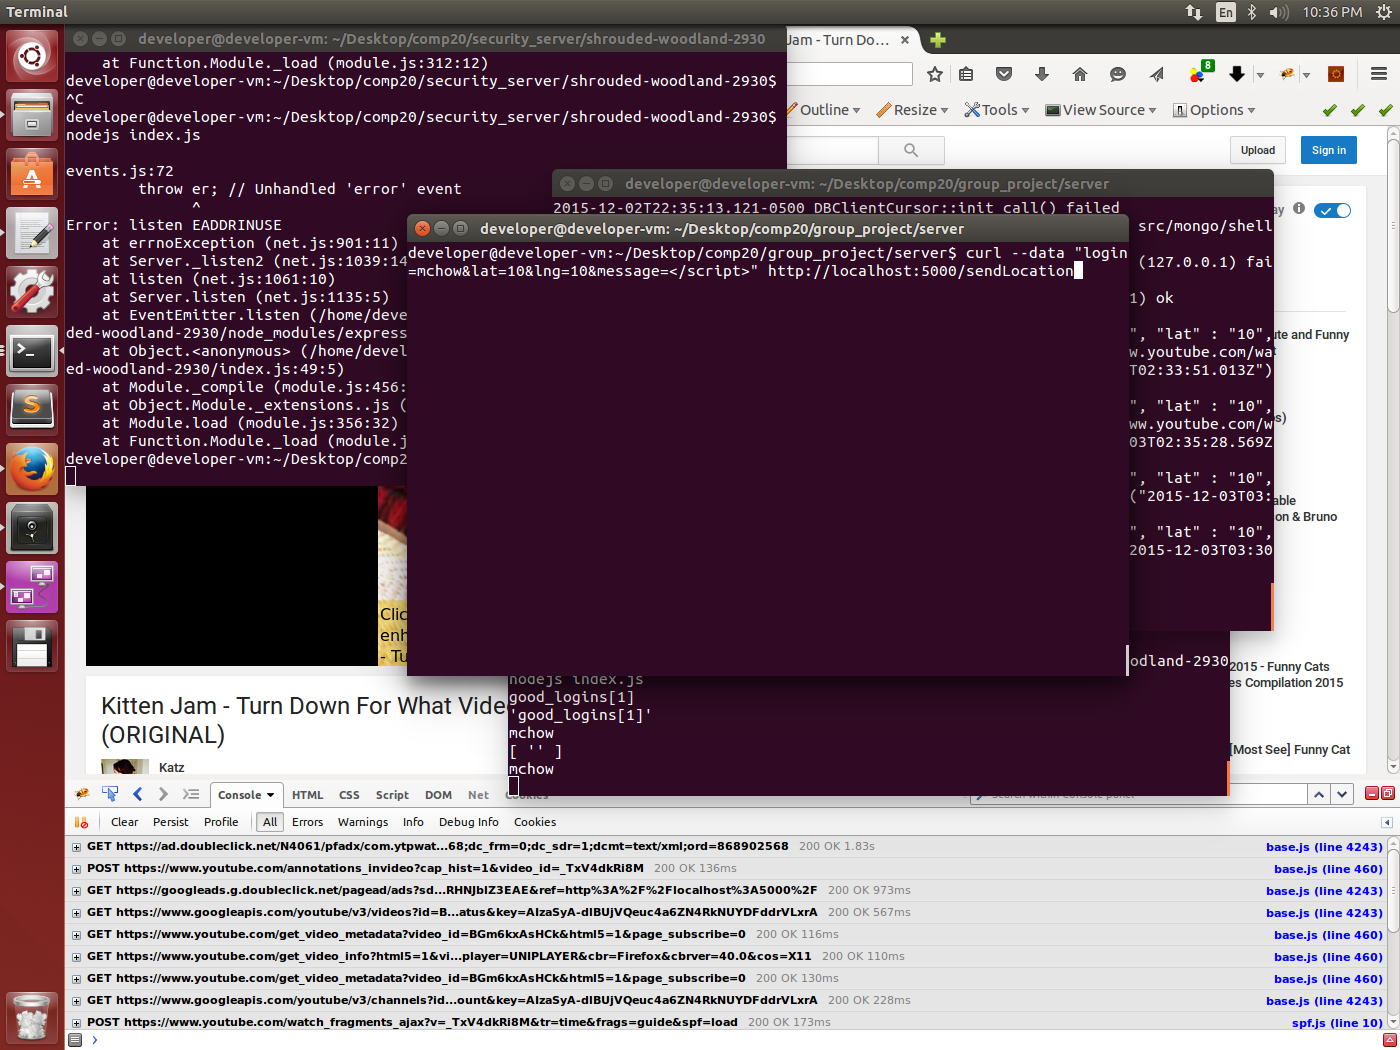 Terminal
En
10:36 PM
developer@developer-vm: ~/Desktop/comp20/security_server/shrouded-woodland-2930
at Function.Module._load (module.js:312:12)
developer@developer-vm:~/Desktop/comp20/security_server/shrouded-woodland-2930$
^C
developer@developer-vm:~/Desktop/comp20/security_server/shrouded-woodland-2930$
nodejs index.js
events.js:72
throw er; // Unhandled 'error' event
^
Error: listen EADDRINUSE
at errnoException (net.js:901:11)
at Server._listen2 (net.js:1039:14
at listen (net.js:1061:10)
at Server.listen (net.js:1135:5)
at EventEmitter.listen (/home/deve
ded-woodland-2930/node_modules/express
at Object.<anonymous> (/home/devel
ed-woodland-2930/index.js:49:5)
at Module._compile (module.js:456:
at Object.Module._extensions..js (
at Module.load (module.js:356:32)
at Function.Module._load (module.j
developer@developer-vm:~/Desktop/comp2
Jam - Turn Do...
8
Outline
Resize
Tools
View Source
Options
Upload
Sign in
developer@developer-vm: ~/Desktop/comp20/group_project/server
2015-12-02T22:35:13.121-0500 DBClientCursor::init call() failed
src/mongo/shell
(127.0.0.1) fai
1) ok
", "lat" : "10",
w.youtube.com/wa
T02:33:51.013Z")
", "lat" : "10",
ww.youtube.com/w
03T02:35:28.569Z
", "lat" : "10",
("2015-12-03T03:
", "lat" : "10",
2015-12-03T03:30
developer@developer-vm: ~/Desktop/comp20/group_project/server
developer@developer-vm:~/Desktop/comp20/group_project/server$ curl --data "login
=mchow&lat=10&lng=10&message=</script>" http://localhost:5000/sendLocation
ay
ute and Funny
t
s)
able
on & Bruno
2015 - Funny Cats
es Compilation 2015
[Most See] Funny Cat
Clic
enh
- Tu
odland-2930
nodejs index.js
good_logins[1]
'good_logins[1]'
mchow
[ '' ]
mchow
Kitten Jam - Turn Down For What Vide
(ORIGINAL)
Katz
Console
HTML
CSS
Script
DOM
Net
Cookies
Search within Console panel
Clear
Persist
Profile
All
Errors
Warnings
Info
Debug Info
Cookies
GET https://ad.doubleclick.net/N4061/pfadx/com.ytpwat...68;dc_frm=0;dc_sdr=1;dcmt=text/xml;ord=868902568 200 OK 1.83s base.js (line 4243)
POST https://www.youtube.com/annotations_invideo?cap_hist=1&video_id=_TxV4dkRi8M 200 OK 136ms base.js (line 460)
GET https://googleads.g.doubleclick.net/pagead/ads?sd...RHNJblZ3EAE&ref=http%3A%2F%2Flocalhost%3A5000%2F 200 OK 973ms base.js (line 4243)
GET https://www.googleapis.com/youtube/v3/videos?id=B...atus&key=AIzaSyA-dlBUjVQeuc4a6ZN4RkNUYDFddrVLxrA 200 OK 567ms base.js (line 4243)
GET https://www.youtube.com/get_video_metadata?video_id=BGm6kxAsHCk&html5=1&page_subscribe=0 200 OK 116ms base.js (line 460)
GET https://www.youtube.com/get_video_info?html5=1&vi...player=UNIPLAYER&cbr=Firefox&cbrver=40.0&cos=X11 200 OK 110ms base.js (line 460)
GET https://www.youtube.com/get_video_metadata?video_id=BGm6kxAsHCk&html5=1&page_subscribe=0 200 OK 130ms base.js (line 460)
GET https://www.googleapis.com/youtube/v3/channels?id...ount&key=AIzaSyA-dlBUjVQeuc4a6ZN4RkNUYDFddrVLxrA 200 OK 228ms base.js (line 4243)
POST https://www.youtube.com/watch_fragments_ajax?v=_TxV4dkRi8M&tr=time&frags=guide&spf=load 200 OK 173ms spf.js (line 10)